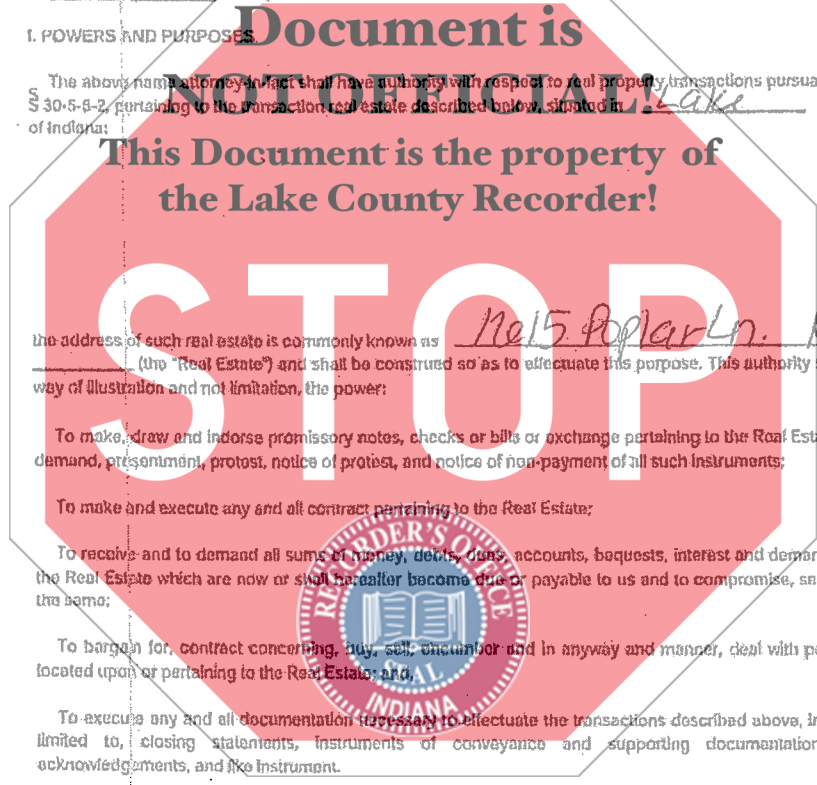 Document is
1. POWERS AND PURPOSES
NOT OFFICIAL!
The above name attorney-in-fact shall have authority with respect to real property transactions pursua
§ 30-5-5-2, pertaining to the transaction real estate described below, situated in Lake
of Indiana:
This Document is the property of
the Lake County Recorder!
STOP
the address of such real estate is commonly known as Poplar Ln.
(the "Real Estate") and shall be construed so as to effectuate this purpose. This authority
way of illustration and not limitation, the power:
To make, draw and indorse promissory notes, checks or bills or exchange pertaining to the Real Est
demand, presentment, protest, notice of protest, and notice of non-payment of all such instruments;
To make and execute any and all contract pertaining to the Real Estate;
To receive and to demand all sums of money, debts, dues, accounts, bequests, interest and deman
the Real Estate which are now or shall hereafter become due or payable to us and to compromise, se
the same;
To bargain for, contract concerning, buy, sell, encumber and in anyway and manner, deal with p
located upon or pertaining to the Real Estate; and,
To execute any and all documentation necessary to effectuate the transactions described above, in
limited to, closing statements, instruments of conveyance and supporting documentation
acknowledgements, and like instrument.
RECORDER'S OFFICE
SEAL
INDIANA